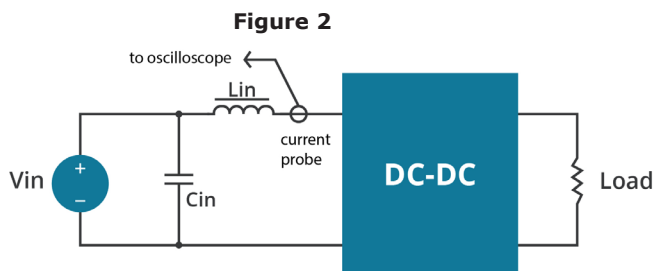 Figure 2
to oscilloscope
Lin
current
probe
Vin
+
−
Cin
DC-DC
Load